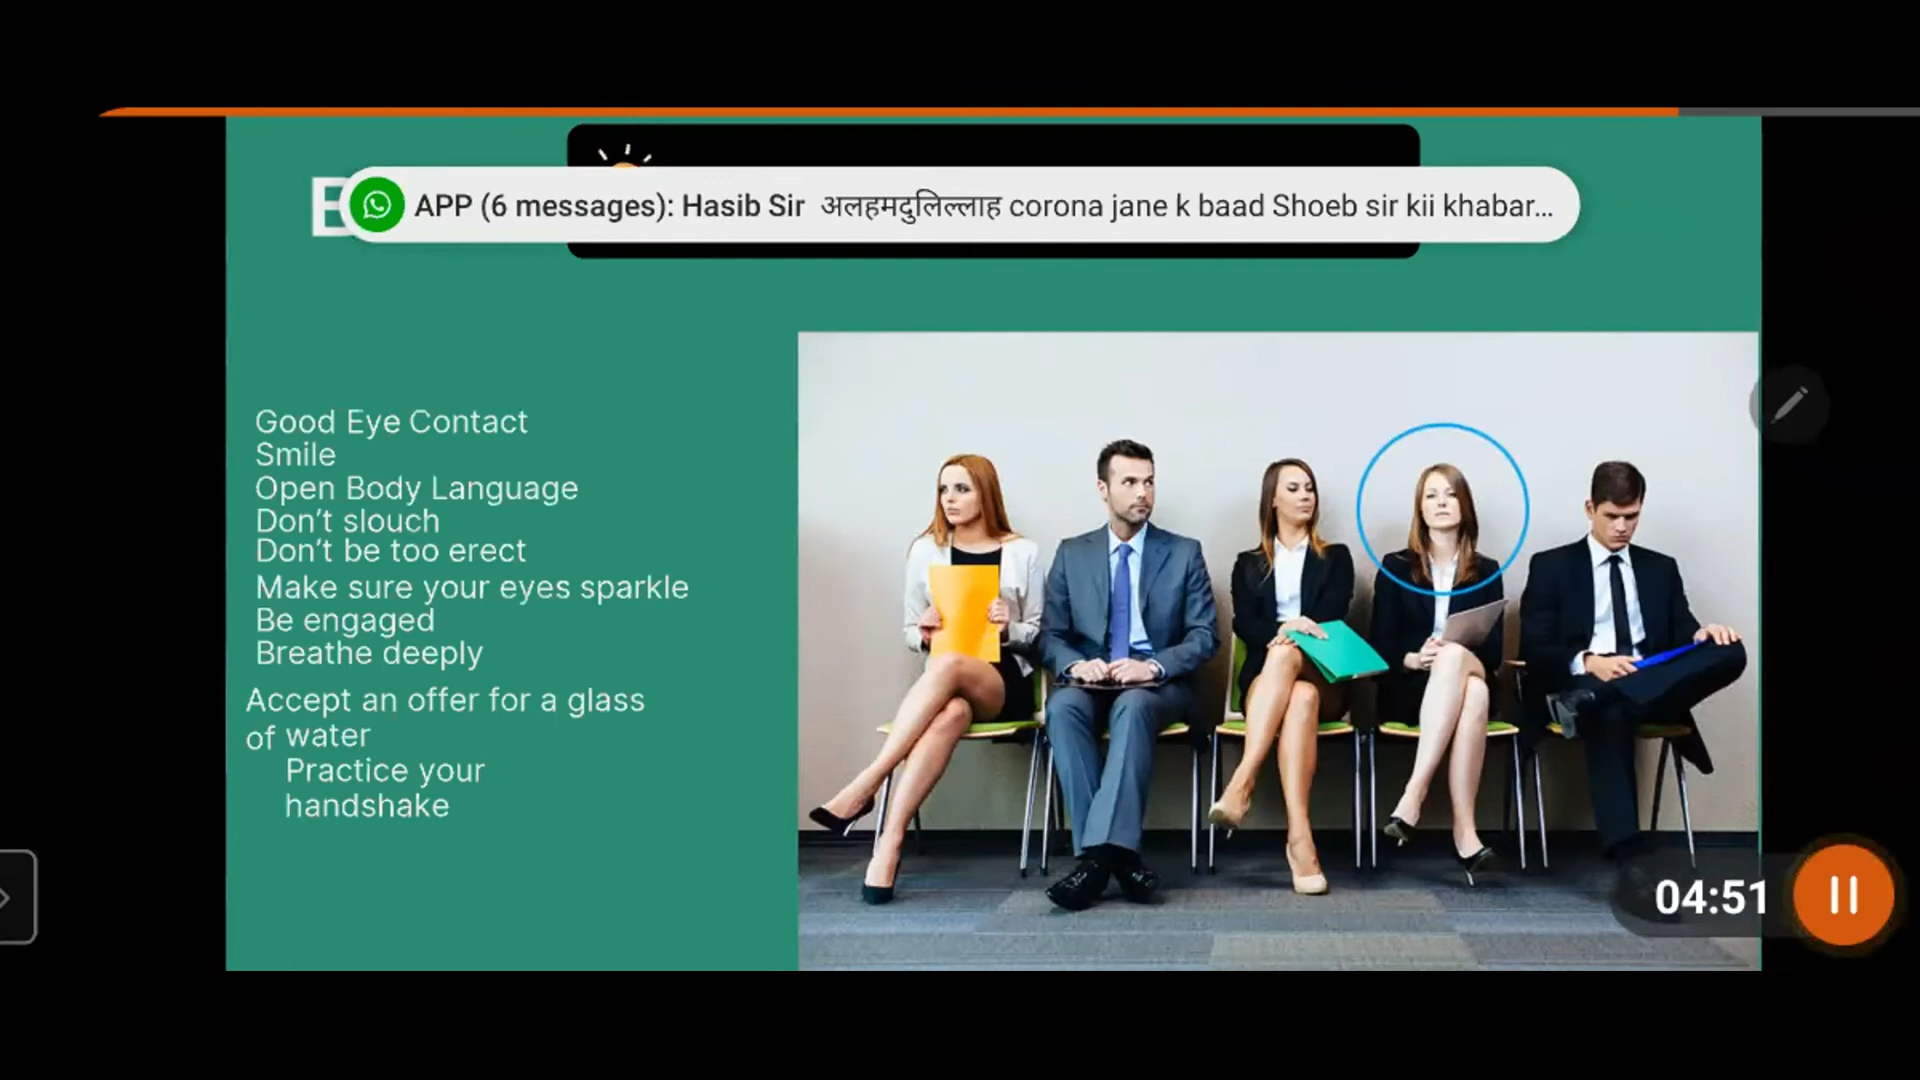 APP (6 messages): Hasib Sir अलहमदुलिल्लाह corona jane k baad Shoeb sir kii khabar...
Good Eye Contact
Smile
Open Body Language
Don't slouch
Don't be too erect
Make sure your eyes sparkle
Be engaged
Breathe deeply
Accept an offer for a glass
of water
Practice your
handshake
04:51